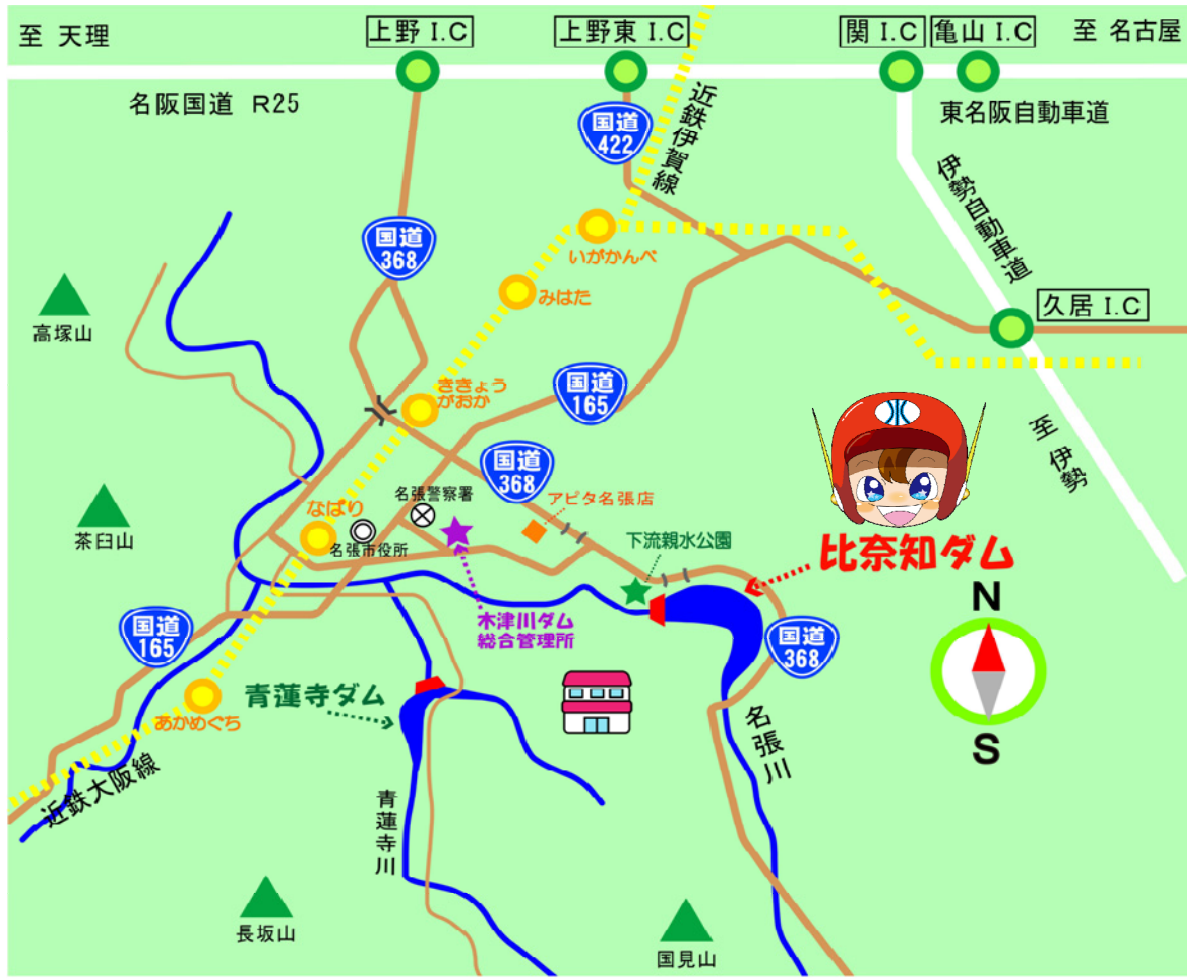 至 天理
上野 I.C
上野東 I.C
関 I.C
亀山 I.C
至 名古屋
名阪国道 R25
東名阪自動車道
国道
422
近鉄伊賀線
伊勢自動車道
国道
368
いがかんべ
みはた
久居 I.C
高塚山
ききょう
がおか
国道
165
至 伊勢
国道
368
名張警察署
アピタ名張店
なばり
茶臼山
名張市役所
下流親水公園
比奈知ダム
N
木津川ダム
総合管理所
国道
165
国道
368
青蓮寺ダム
あかめぐち
名張川
S
近鉄大阪線
青蓮寺川
長坂山
国見山